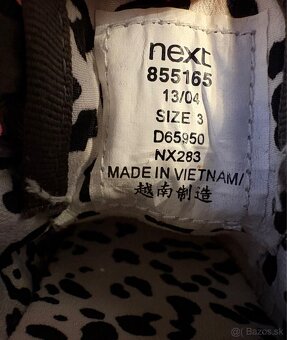 next
855165
13/04
SIZE 3
D65950
NX283
MADE IN VIETNAM/
越南制造
@ Bazos.sk